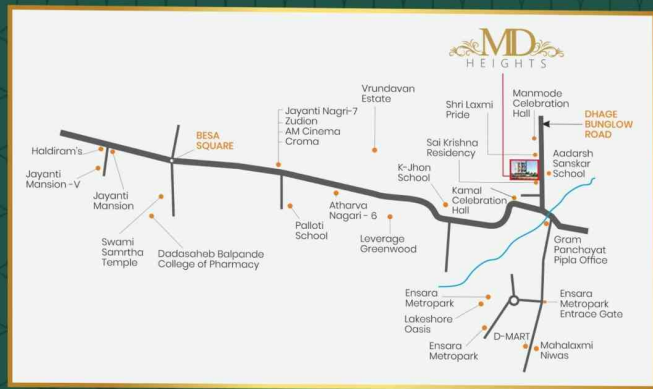 MD
HEIGHTS
Vrundavan
Estate
Manmode
Celebration
Hall
Shri Laxmi
Pride
DHAGE
BUNGLOW
ROAD
Jayanti Nagri-7
Zudion
AM Cinema
Croma
BESA
SQUARE
Sai Krishna
Residency
Haldiram's
K-Jhon
School
Aadarsh
Sanskar
School
Jayanti
Mansion -V
Jayanti
Mansion
Kamal
Celebration
Hall
Atharva
Nagari - 6
Palloti
School
Swami
Samrtha
Temple
Dadasaheb Balpande
College of Pharmacy
Leverage
Greenwood
Gram
Panchayat
Pipla Office
Ensara
Metropark
Lakeshore
Oasis
Ensara
Metropark
Entrace Gate
Ensara
Metropark
D-MART
Mahalaxmi
Niwas